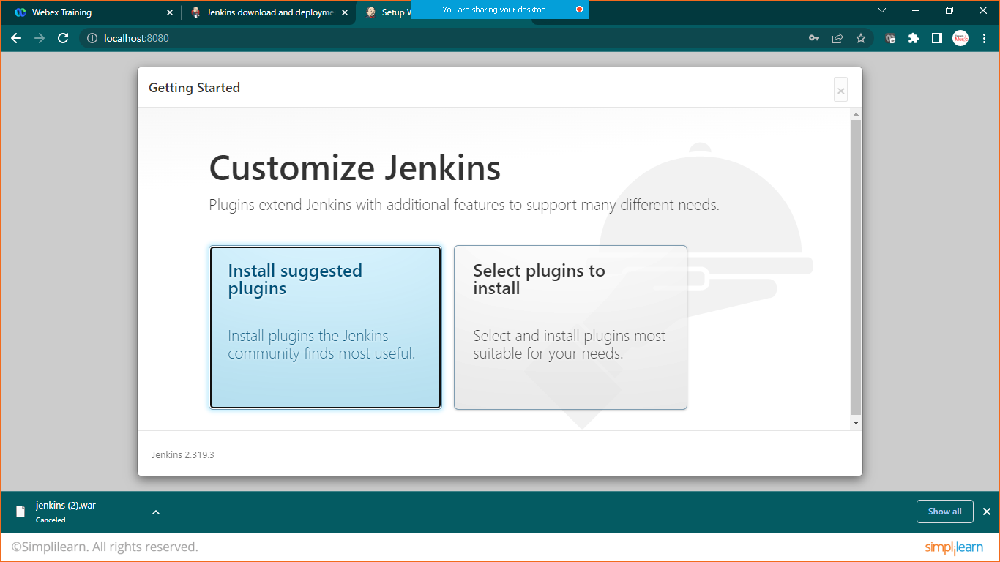 Webex Training
Jenkins download and deployme
Setup W
You are sharing your desktop
localhost:8080
Getting Started
Customize Jenkins
Plugins extend Jenkins with additional features to support many different needs.
Install suggested
plugins
Install plugins the Jenkins
community finds most useful.
Select plugins to
install
Select and install plugins most
suitable for your needs.
Jenkins 2.319.3
jenkins (2).war
Canceled
Show all
©Simplilearn. All rights reserved.
simplilearn